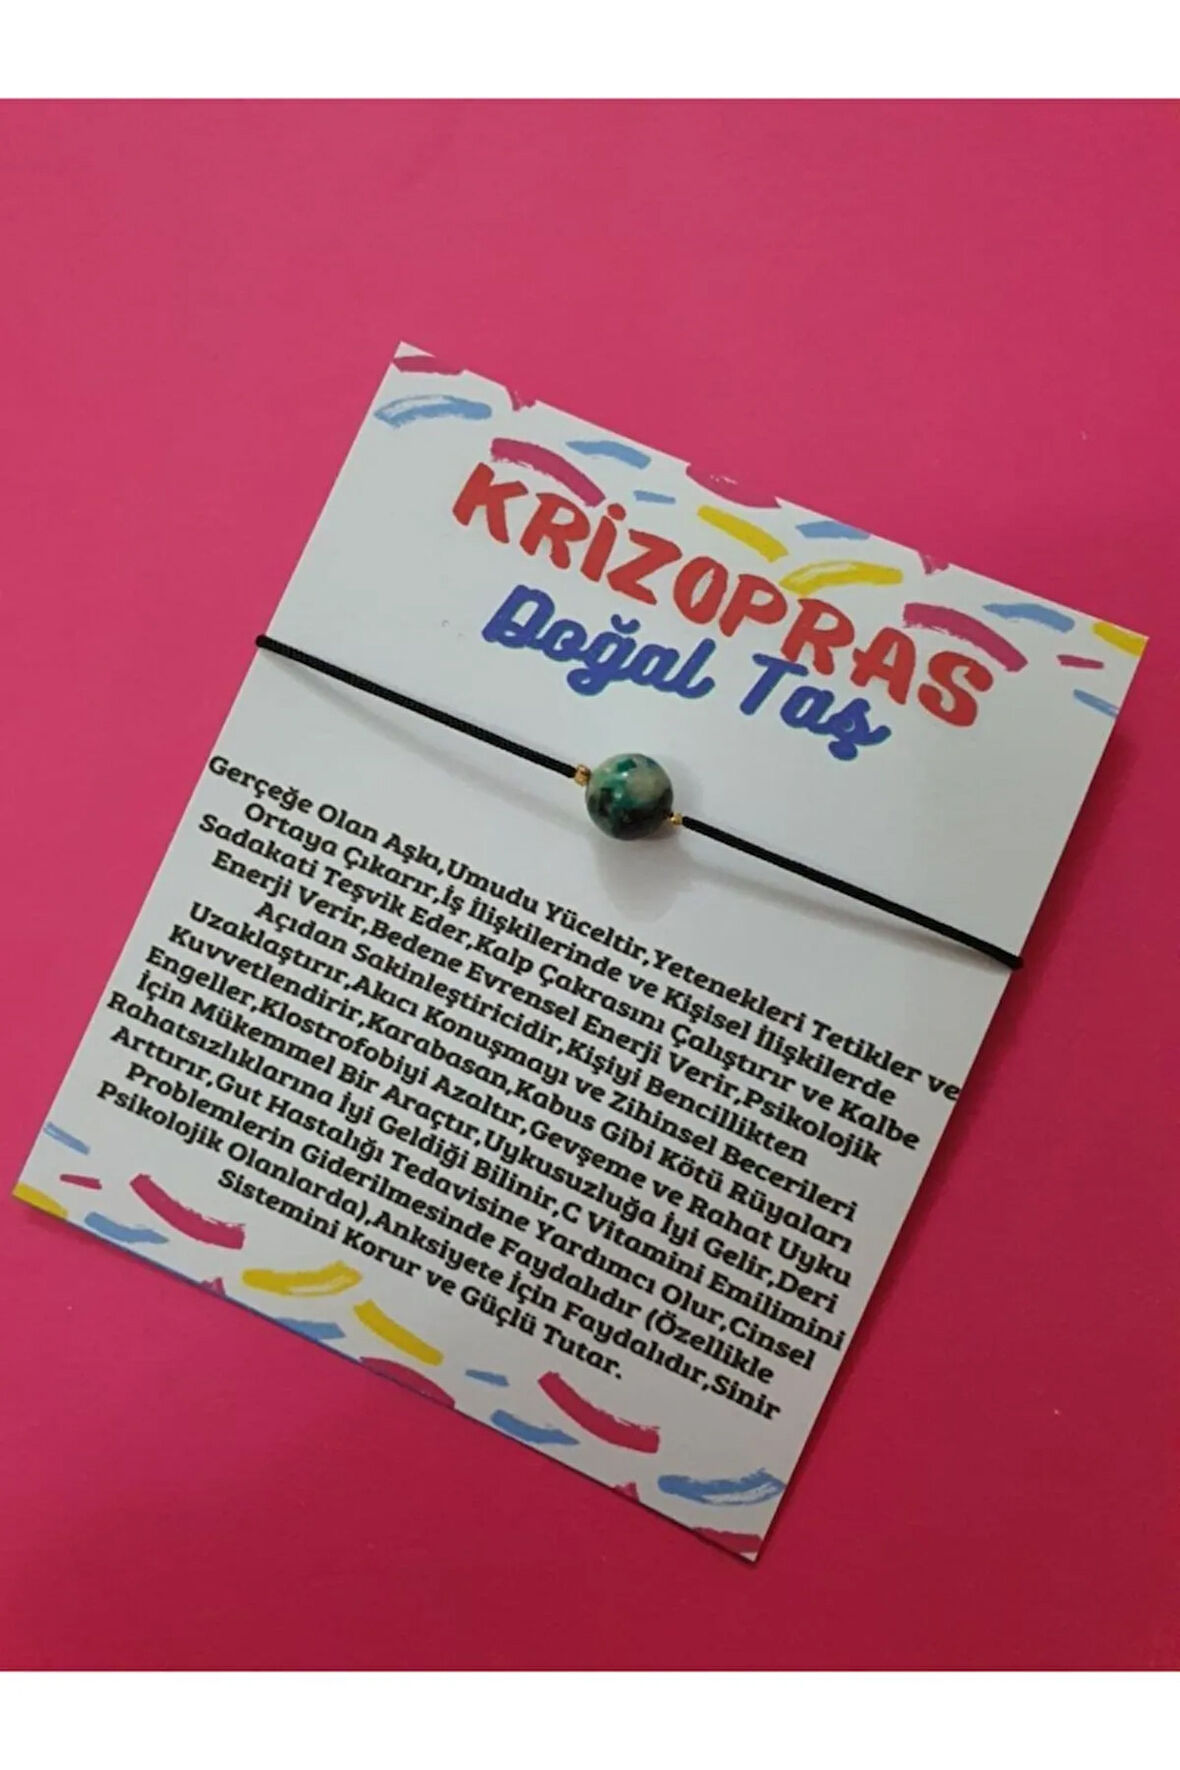 KRİZOPRAS
Doğal Taş
Gerçeğe Olan Aşkı,Umudu Yüceltir,Yetenekleri Tetikler ve
Ortaya Çıkarır,İş İlişkilerinde ve Kişisel İlişkilerde
Sadakati Teşvik Eder,Kalp Çakrasını Çalıştırır ve Kalbe
Enerji Verir,Bedene Evrensel Enerji Verir,Psikolojik
Açıdan Sakinleştiricidir,Kişiyi Bencillikten
Uzaklaştırır,Akıcı Konuşmayı ve Zihinsel Becerileri
Kuvvetlendirir,Karabasan,Kabus Gibi Kötü Rüyaları
Engeller,Klostrofobiyi Azaltır,Gevşeme ve Rahat Uyku
İçin Mükemmel Bir Araçtır,Uykusuzluğa İyi Gelir,Deri
Rahatsızlıklarına İyi Geldiği Bilinir,C Vitamini Emilimini
Arttırır,Gut Hastalığı Tedavisine Yardımcı Olur,Cinsel
Problemlerin Giderilmesinde Faydalıdır (Özellikle
Psikolojik Olanlarda),Anksiyete İçin Faydalıdır,Sinir
Sistemini Korur ve Güçlü Tutar.